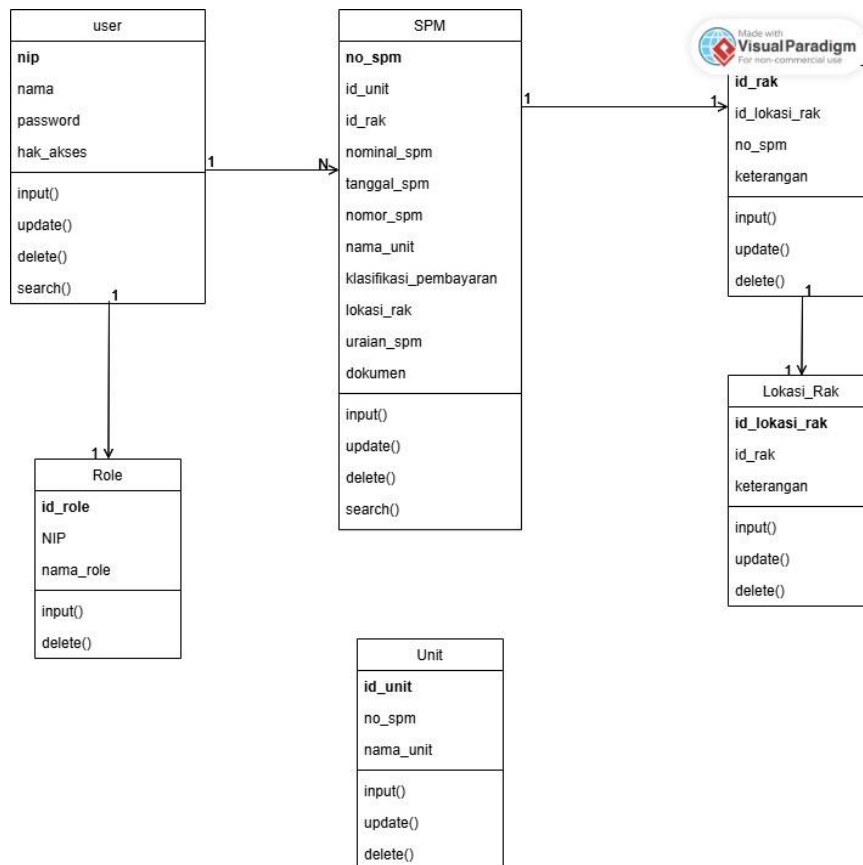 user
nip
nama
password
hak_akses
input()
update()
delete()
search()
1
N
1
1
SPM
no_spm
id_unit
id_rak
nominal_spm
tanggal_spm
nomor_spm
nama_unit
klasifikasi_pembayaran
lokasi_rak
uraian_spm
dokumen
input()
update()
delete()
search()
1
1
Made with
Visual Paradigm
For non-commercial use
id_rak
id_lokasi_rak
no_spm
keterangan
input()
update()
delete()
1
1
Lokasi_Rak
id_lokasi_rak
id_rak
keterangan
input()
update()
delete()
Role
id_role
NIP
nama_role
input()
delete()
Unit
id_unit
no_spm
nama_unit
input()
update()
delete()